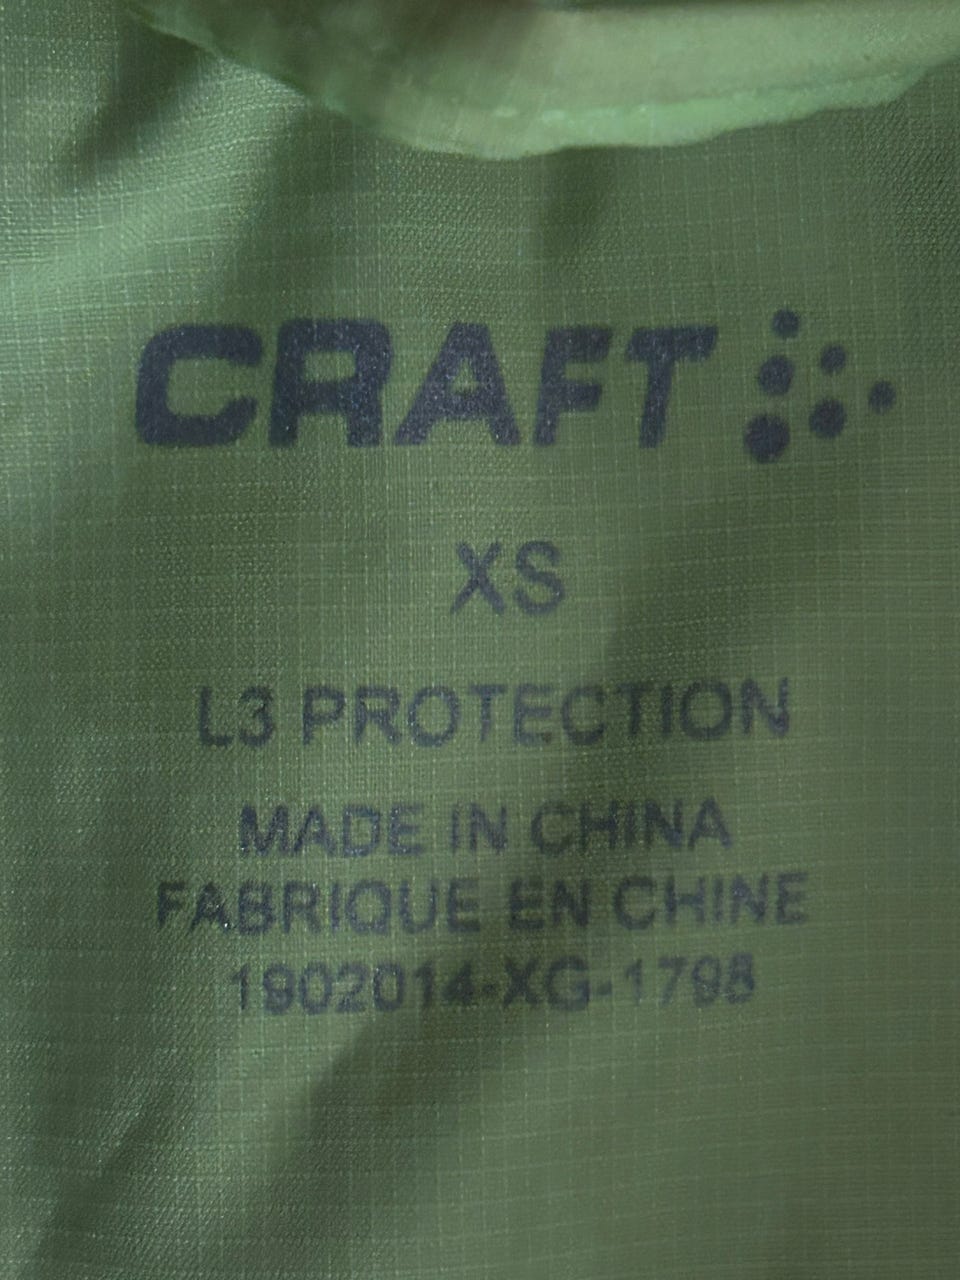 CRAFT
XS
L3 PROTECTION
MADE IN CHINA
FABRIQUE EN CHINE
1902014-XG-1798